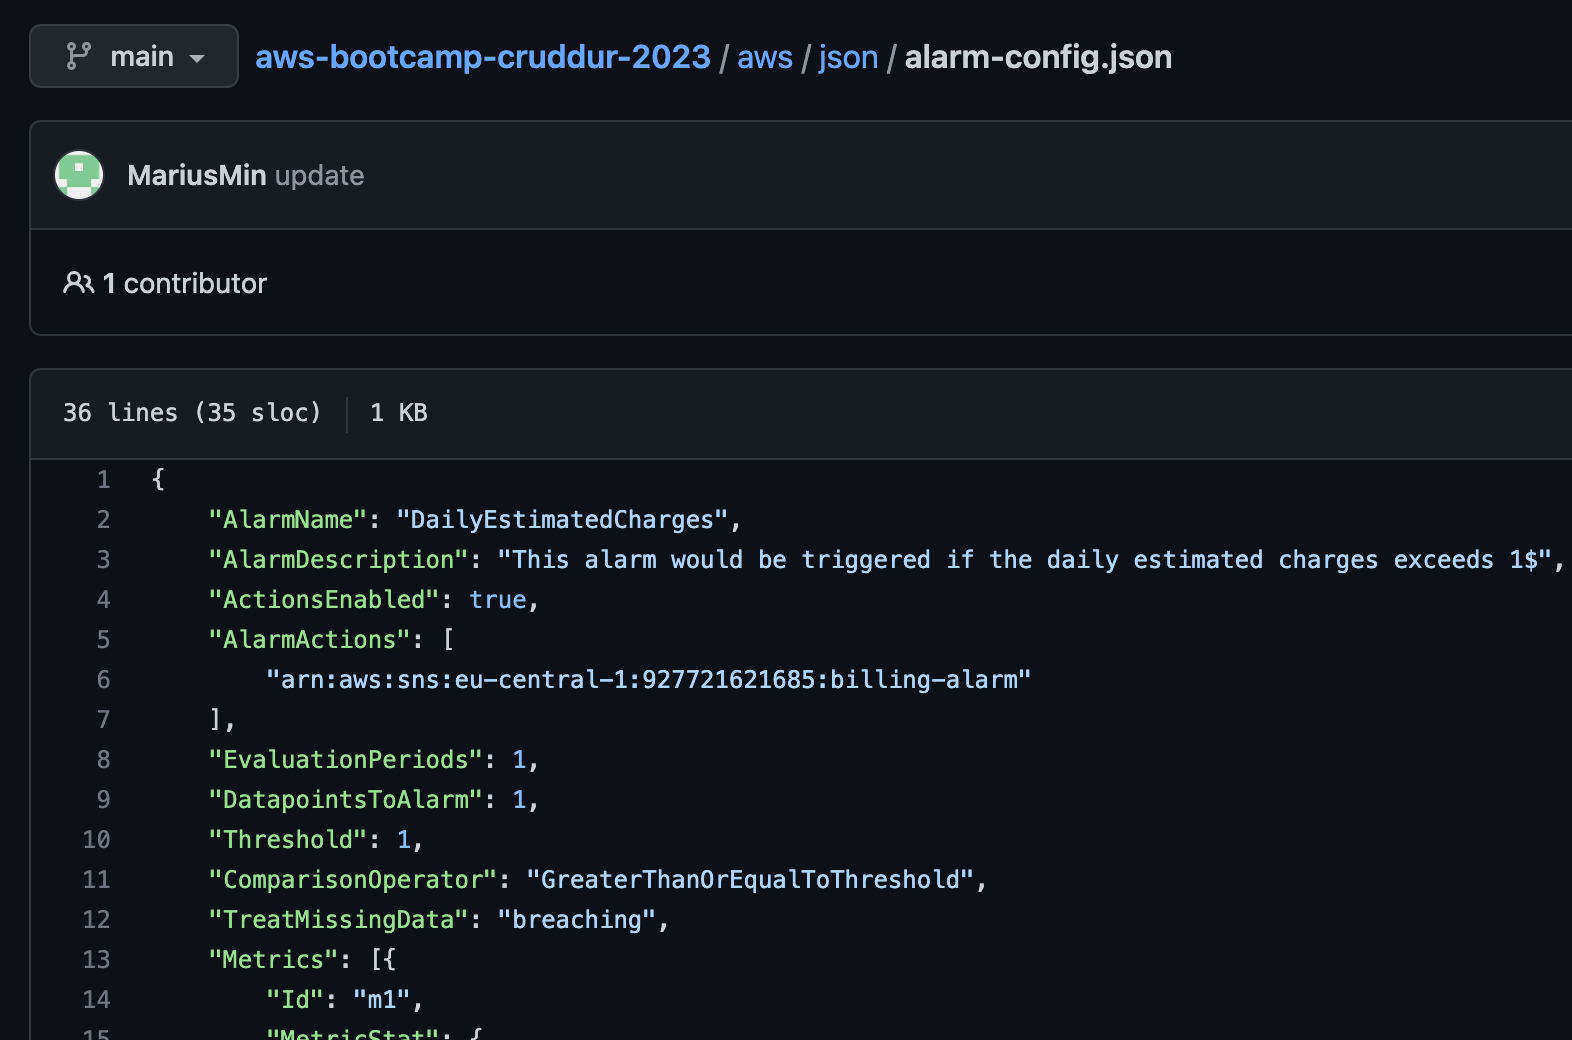 main
aws-bootcamp-cruddur-2023 / aws / json / alarm-config.json
MariusMin update
1 contributor
36 lines (35 sloc) 1 KB
1 {
2 "AlarmName": "DailyEstimatedCharges",
3 "AlarmDescription": "This alarm would be triggered if the daily estimated charges exceeds 1$",
4 "ActionsEnabled": true,
5 "AlarmActions": [
6 "arn:aws:sns:eu-central-1:927721621685:billing-alarm"
7 ],
8 "EvaluationPeriods": 1,
9 "DatapointsToAlarm": 1,
10 "Threshold": 1,
11 "ComparisonOperator": "GreaterThanOrEqualToThreshold",
12 "TreatMissingData": "breaching",
13 "Metrics": [{
14 "Id": "m1",
15 "MetricStat": {